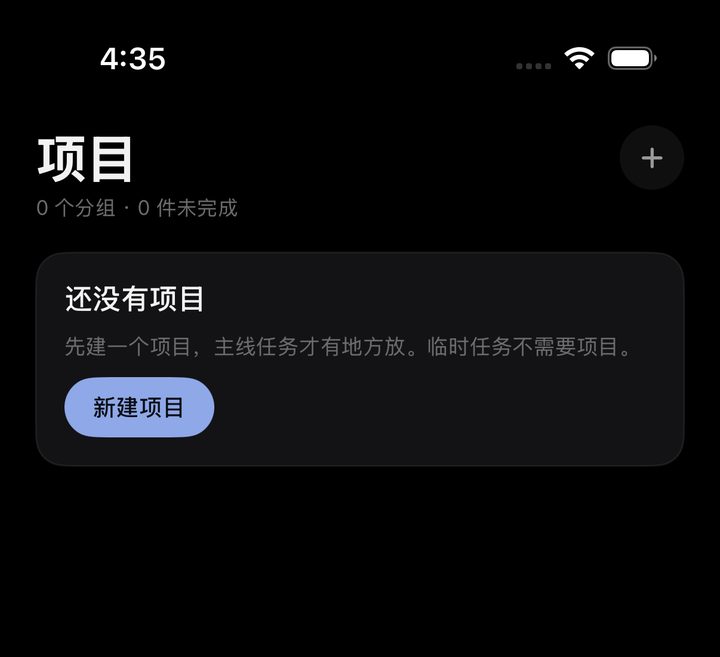 4:35
项目
0 个分组 · 0 件未完成
还没有项目
先建一个项目，主线任务才有地方放。临时任务不需要项目。
新建项目